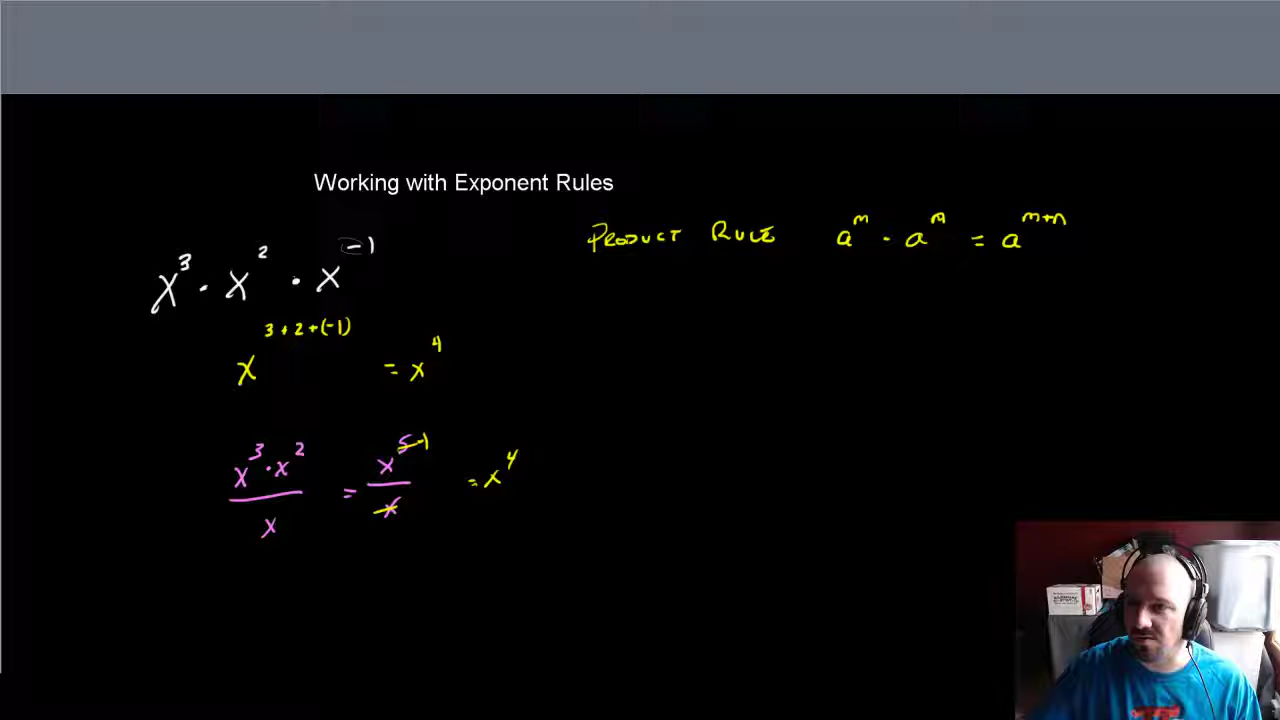 Working with Exponent Rules
PRODUCT RULE a^m · a^n = a^(m+n)
x^3 · x^2 · x^-1
x^(3+2+(-1)) = x^4
(x^3 · x^2)/x = x^(5-1)/x = x^4